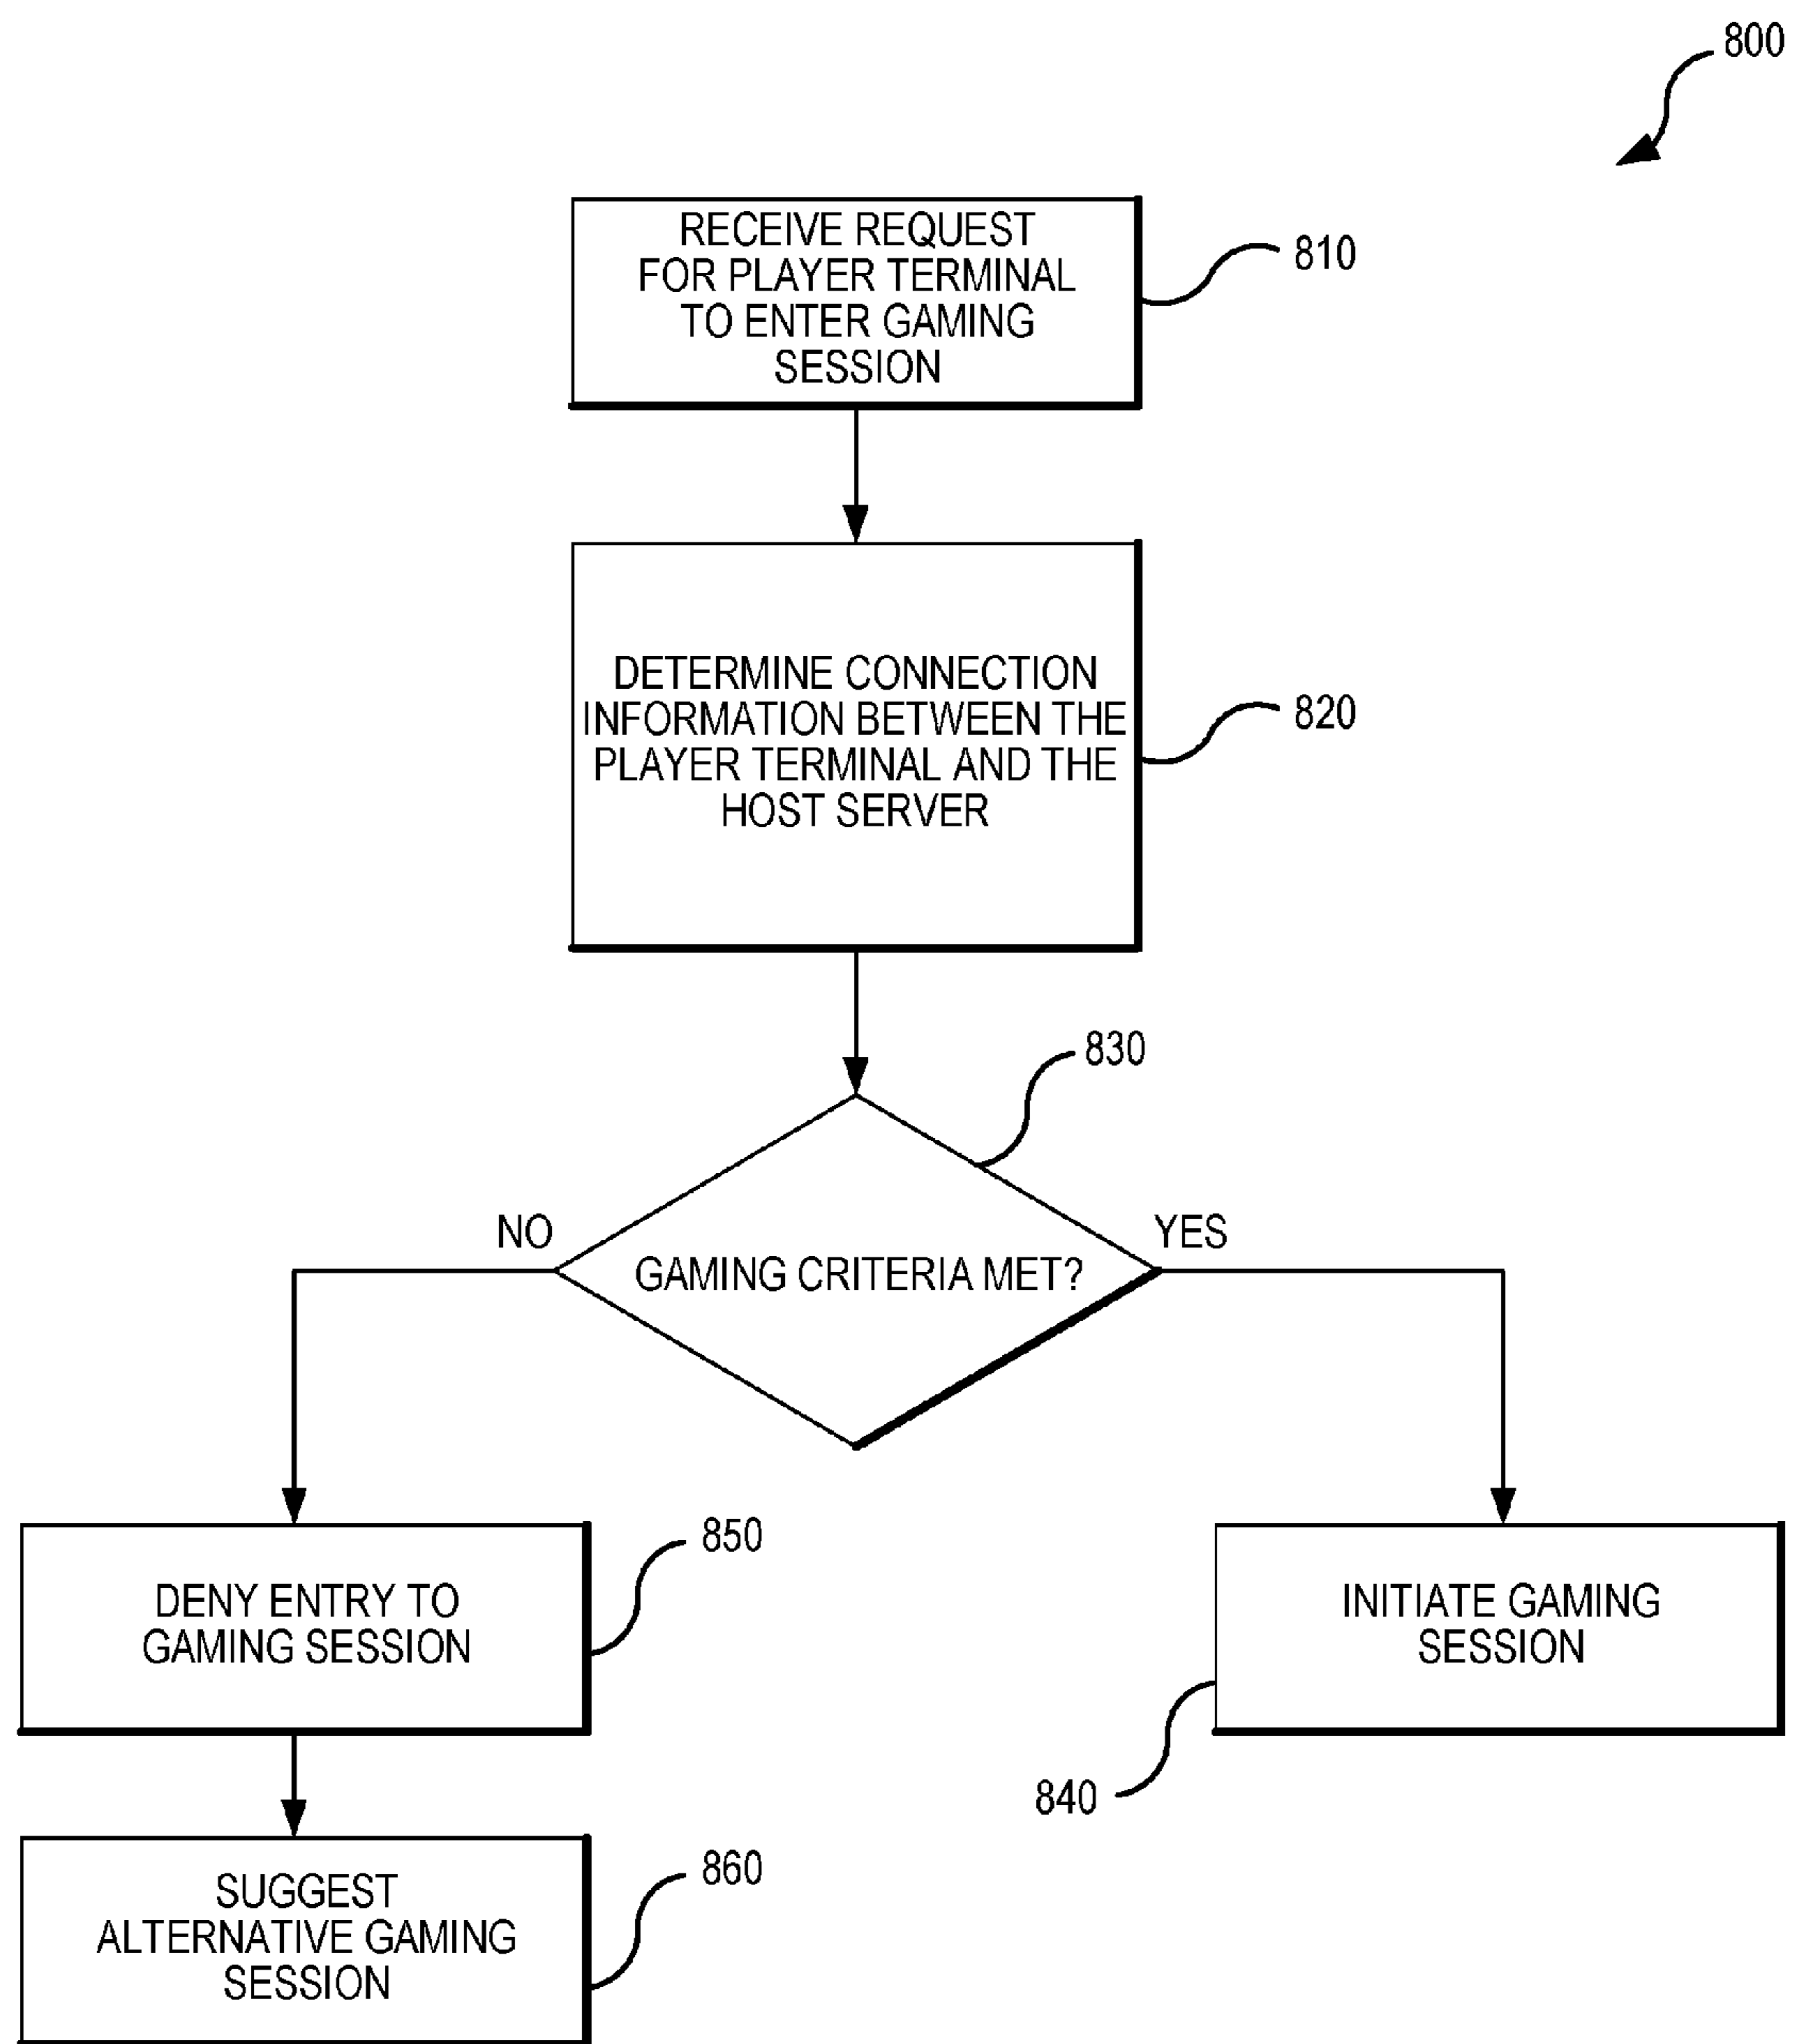 800
RECEIVE REQUEST
FOR PLAYER TERMINAL
TO ENTER GAMING
SESSION
810
DETERMINE CONNECTION
INFORMATION BETWEEN THE
PLAYER TERMINAL AND THE
HOST SERVER
820
830
NO
YES
GAMING CRITERIA MET?
DENY ENTRY TO
GAMING SESSION
850
INITIATE GAMING
SESSION
840
SUGGEST
ALTERNATIVE GAMING
SESSION
860